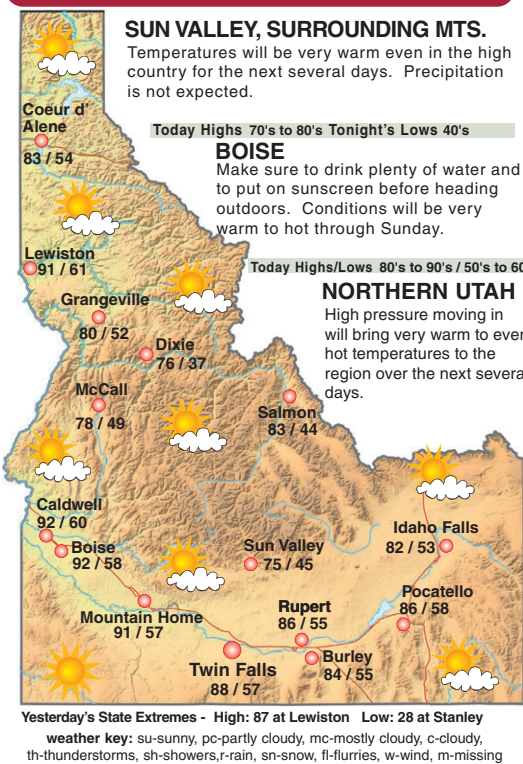 SUN VALLEY, SURROUNDING MTS.
Temperatures will be very warm even in the high
country for the next several days. Precipitation
is not expected.
Today Highs 70's to 80's Tonight's Lows 40's
BOISE
Make sure to drink plenty of water and
to put on sunscreen before heading
outdoors. Conditions will be very
warm to hot through Sunday.
Today Highs/Lows 80's to 90's / 50's to 60
NORTHERN UTAH
High pressure moving in
will bring very warm to even
hot temperatures to the
region over the next several
days.
Coeur d'
Alene
83 / 54
Lewiston
91 / 61
Grangeville
80 / 52
Dixie
76 / 37
McCall
78 / 49
Salmon
83 / 44
Caldwell
92 / 60
Boise
92 / 58
Sun Valley
75 / 45
Idaho Falls
82 / 53
Mountain Home
91 / 57
Rupert
86 / 55
Pocatello
86 / 58
Twin Falls
88 / 57
Burley
84 / 55
Yesterday's State Extremes - High: 87 at Lewiston Low: 28 at Stanley
weather key: su-sunny, pc-partly cloudy, mc-mostly cloudy, c-cloudy,
th-thunderstorms, sh-showers,r-rain, sn-snow, fl-flurries, w-wind, m-missing